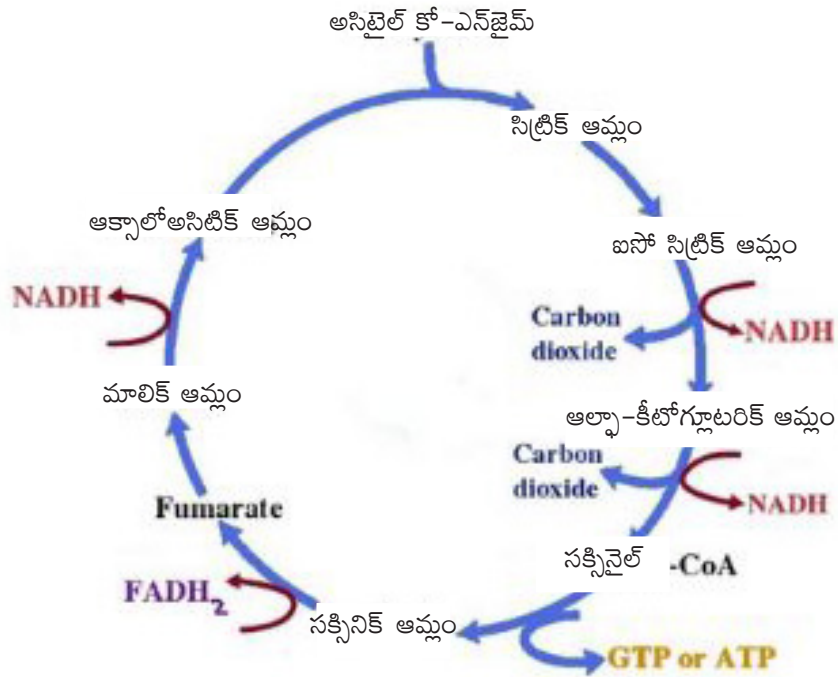 అసిటైల్ కో-ఎన్‌జైమ్
సిట్రిక్ ఆమ్లం
ఐసో సిట్రిక్ ఆమ్లం
NADH
Carbon
dioxide
ఆల్ఫా-కీటోగ్లూటరిక్ ఆమ్లం
NADH
Carbon
dioxide
సక్సినైల్ -CoA
GTP or ATP
సక్సినిక్ ఆమ్లం
FADH2
Fumarate
మాలిక్ ఆమ్లం
NADH
ఆక్సాలోఅసిటిక్ ఆమ్లం